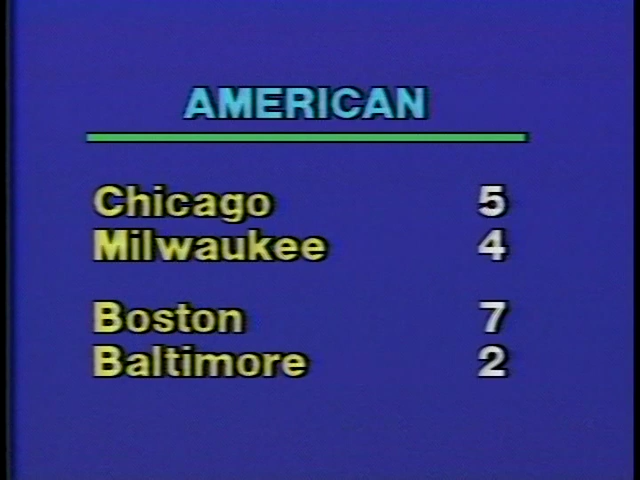 AMERICAN
Chicago 5
Milwaukee 4
Boston 7
Baltimore 2